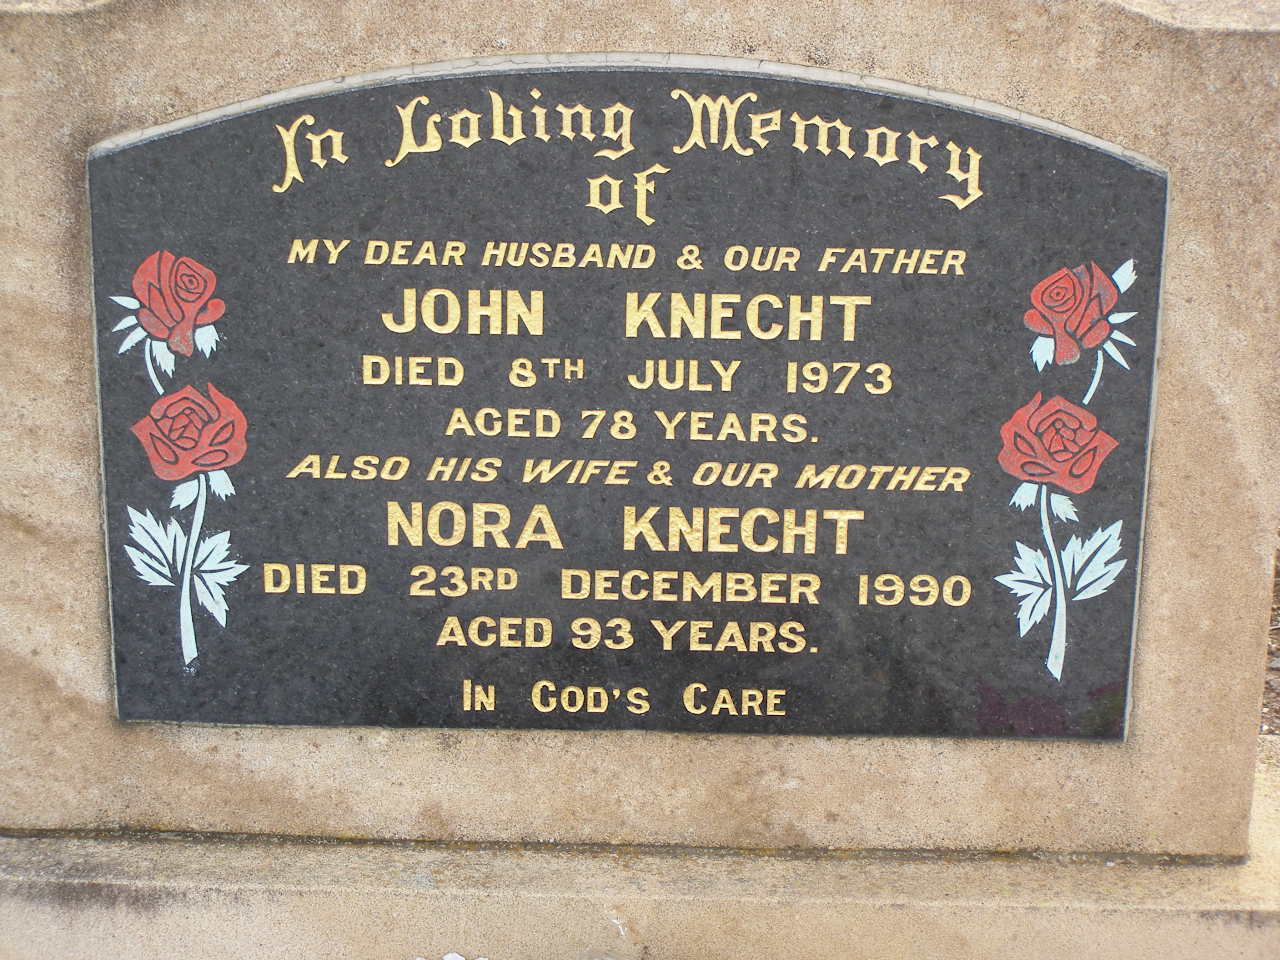 In Loving Memory
of
MY DEAR HUSBAND & OUR FATHER
JOHN KNECHT
DIED 8TH JULY 1973
AGED 78 YEARS.
ALSO HIS WIFE & OUR MOTHER
NORA KNECHT
DIED 23RD DECEMBER 1990
AGED 93 YEARS.
IN GOD'S CARE